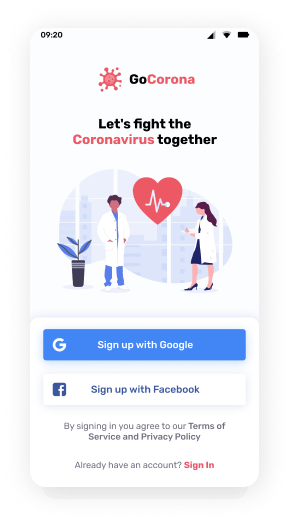 09:20
GoCorona
Let's fight the
Coronavirus together
Sign up with Google
Sign up with Facebook
By signing in you agree to our Terms of
Service and Privacy Policy
Already have an account? Sign In